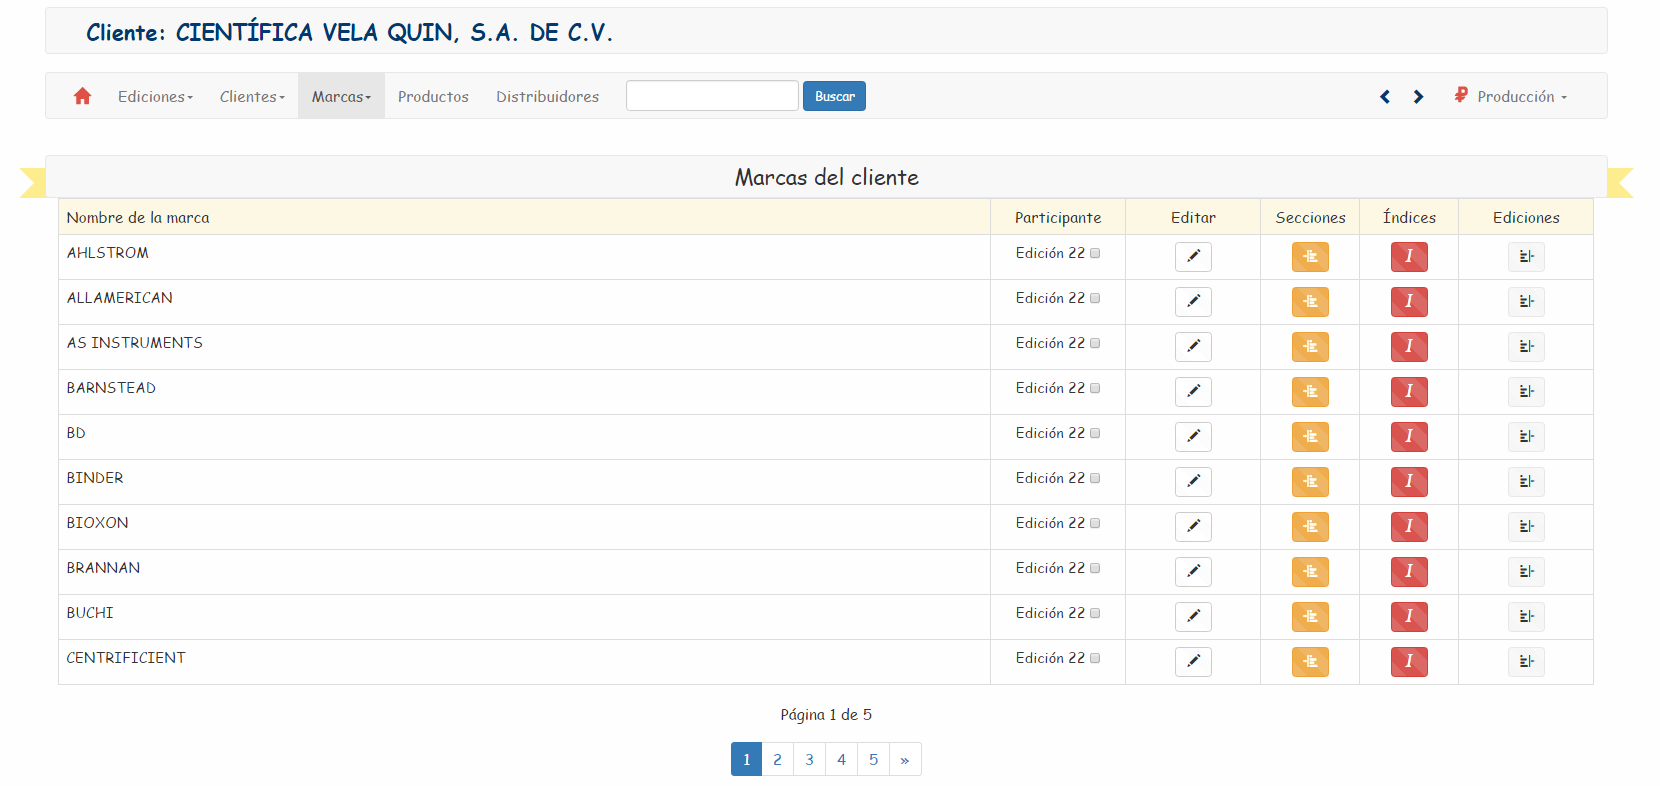 Cliente: CIENTÍFICA VELA QUIN, S.A. DE C.V.
Ediciones Clientes Marcas Productos Distribuidores Buscar Producción
Marcas del cliente
Nombre de la marca Participante Editar Secciones Índices Ediciones
AHLSTROM Edición 22 I
ALLAMERICAN Edición 22 I
AS INSTRUMENTS Edición 22 I
BARNSTEAD Edición 22 I
BD Edición 22 I
BINDER Edición 22 I
BIOXON Edición 22 I
BRANNAN Edición 22 I
BUCHI Edición 22 I
CENTRIFICIENT Edición 22 I
Página 1 de 5
1 2 3 4 5 »